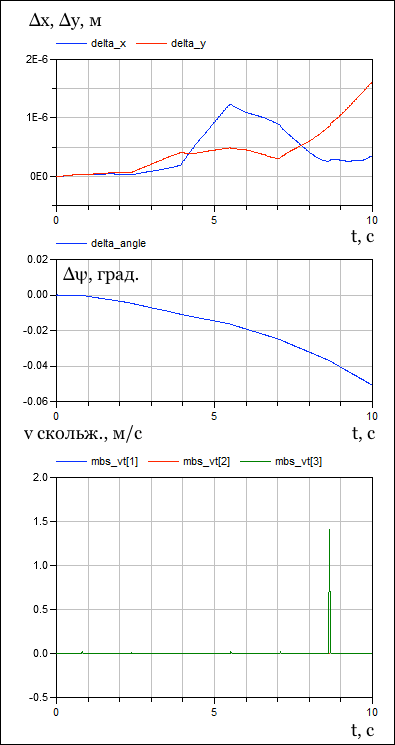 Δx, Δy, м
delta_x delta_y
2E-6
1E-6
0E0
0 5 10
t, с
delta_angle
0.02
Δψ, град.
0.00
-0.02
-0.04
-0.06
0 5 10
v скольж., м/с t, с
mbs_vt[1] mbs_vt[2] mbs_vt[3]
2.0
1.5
1.0
0.5
0.0
-0.5
0 5 10
t, с